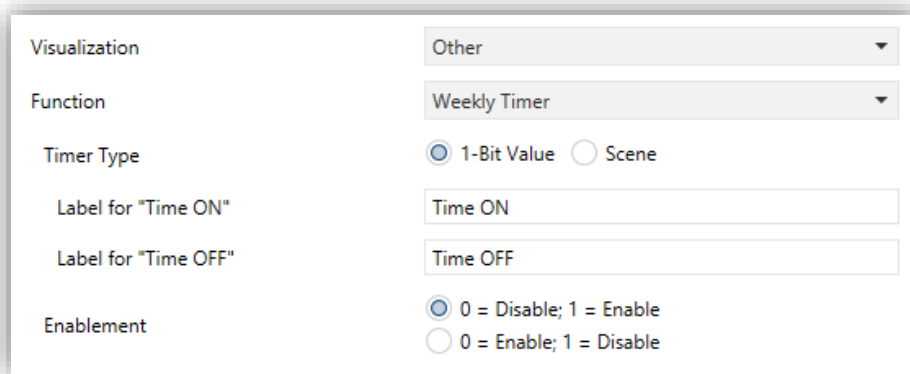 Visualization Other
Function Weekly Timer
Timer Type 1-Bit Value Scene
Label for "Time ON" Time ON
Label for "Time OFF" Time OFF
Enablement 0 = Disable; 1 = Enable
0 = Enable; 1 = Disable